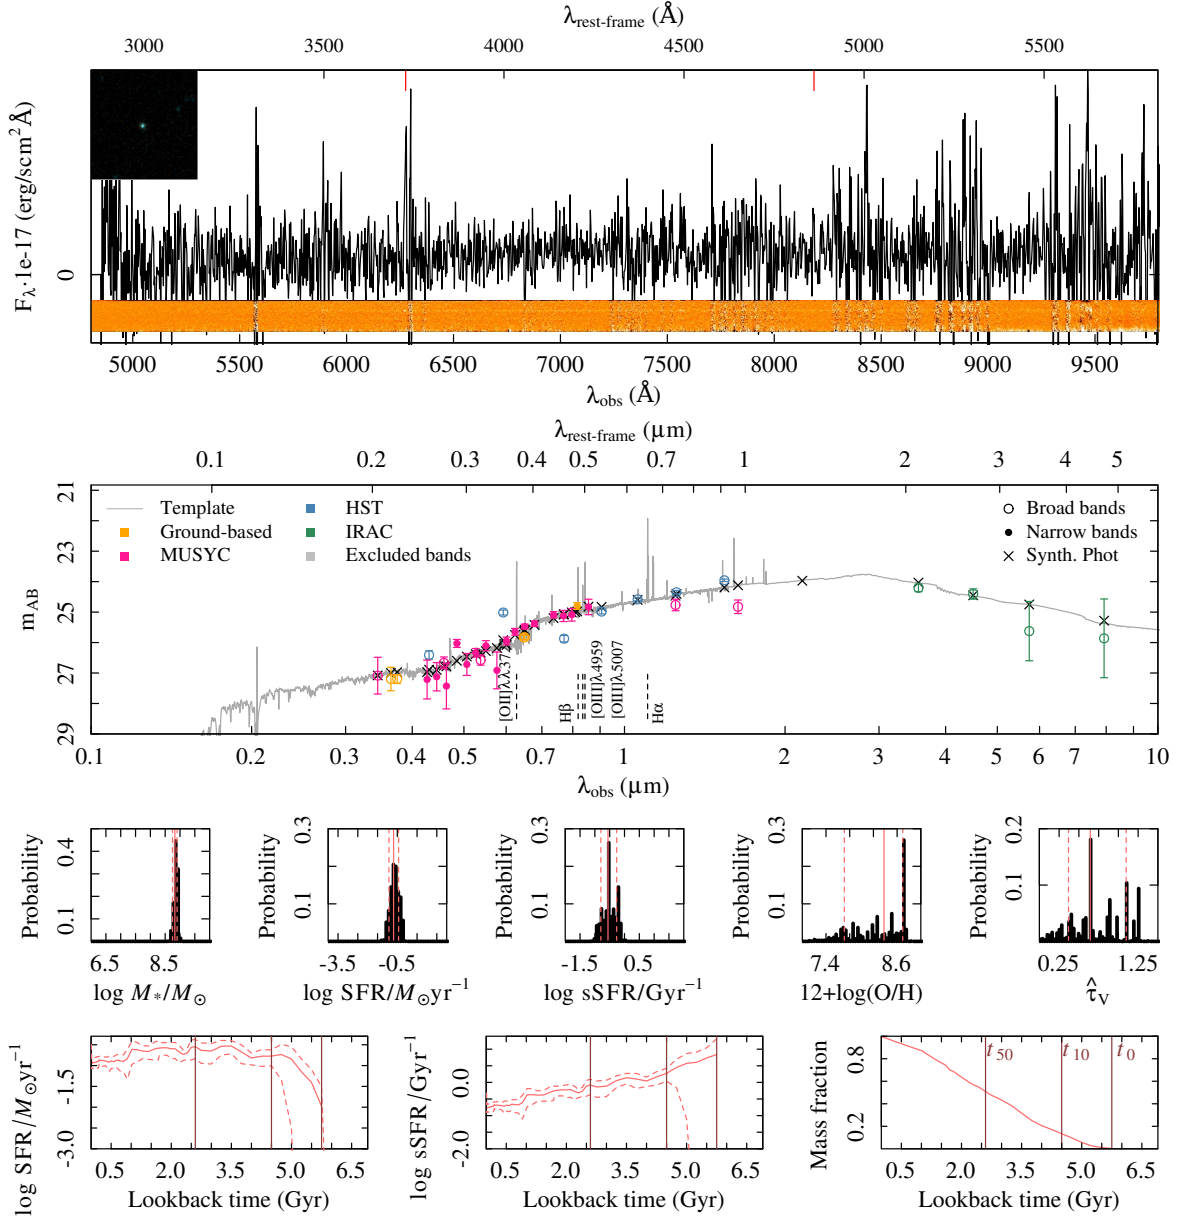 λrest-frame (Å)
3000 3500 4000 4500 5000 5500
Fλ·1e-17 (erg/scm²Å)
0
5000 5500 6000 6500 7000 7500 8000 8500 9000 9500
λobs (Å)
λrest-frame (μm)
0.1 0.2 0.3 0.4 0.5 0.7 1 2 3 4 5
mAB
21
23
25
27
29
Template
Ground-based
MUSYC
HST
IRAC
Excluded bands
Broad bands
Narrow bands
Synth. Phot
Hβ
[OIII]λ4959
[OIII]λ5007
Hα
0.1 0.2 0.3 0.4 0.5 0.7 1 2 3 4 5 6 7 10
λobs (μm)
Probability
0.1 0.4
6.5 8.5
log M*/M⊙
Probability
0.1 0.3
-3.5 -0.5
log SFR/M⊙yr⁻¹
Probability
0.1 0.3
-1.5 0.5
log sSFR/Gyr⁻¹
Probability
0.1 0.3
7.4 8.6
12+log(O/H)
Probability
0.1 0.2
0.25 1.25
τ̂V
log SFR/M⊙yr⁻¹
-3.0 -1.5
0.5 2.0 3.5 5.0 6.5
Lookback time (Gyr)
log sSFR/Gyr⁻¹
-2.0 0.0
0.5 2.0 3.5 5.0 6.5
Lookback time (Gyr)
Mass fraction
0.2 0.8
t50 t10 t0
0.5 2.0 3.5 5.0 6.5
Lookback time (Gyr)